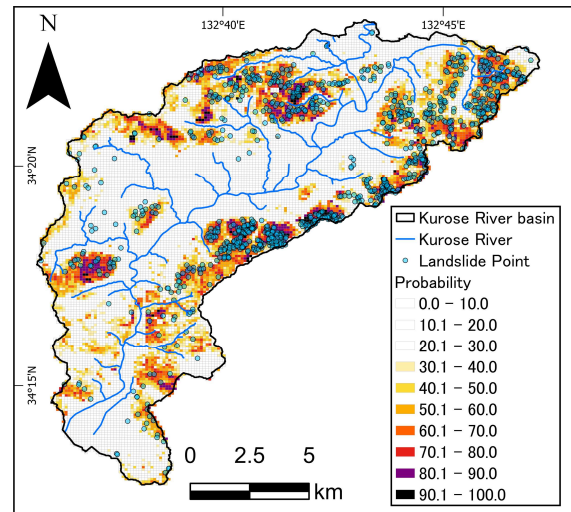 132°40'E
132°45'E
N
34°20'N
34°15'N
Kurose River basin
Kurose River
Landslide Point
Probability
0.0 – 10.0
10.1 – 20.0
20.1 – 30.0
30.1 – 40.0
40.1 – 50.0
50.1 – 60.0
60.1 – 70.0
70.1 – 80.0
80.1 – 90.0
90.1 – 100.0
0 2.5 5
km